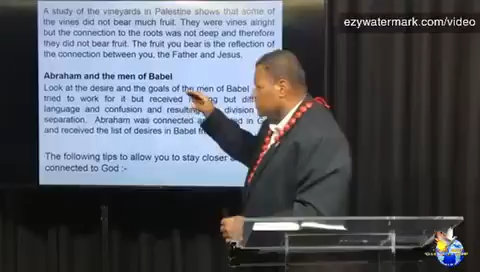 ezywatermark.com/video
A study of the vineyards in Palestine shows that some of
the vines did not bear much fruit. They were vines alright
but the connection to the roots was not deep and therefore
they did not bear fruit. The fruit you bear is the reflection
of the connection between you, the Father and Jesus.
Abraham and the men of Babel
Look at the desire and the goals of the men of Babel
tried to work for it but received but
language and confusion and resulting division
separation. Abraham was connected in
and received the list of desires in Babel
The following tips to allow you to stay closer
connected to God :-